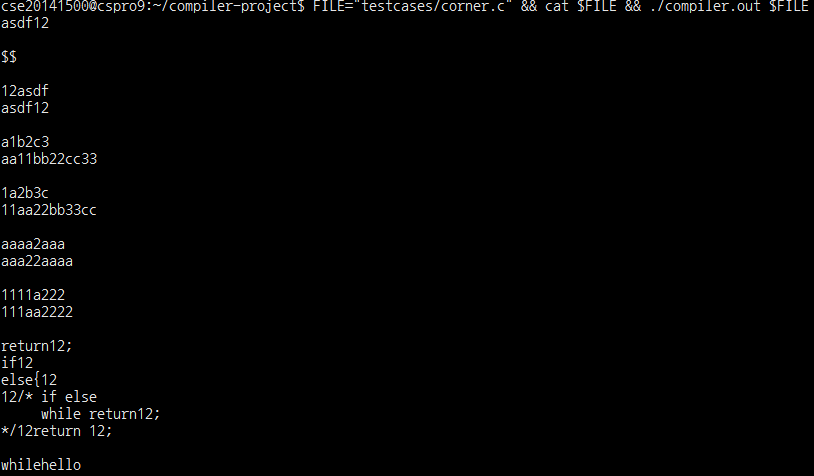 cse20141500@cspro9:~/compiler-project$ FILE="testcases/corner.c" && cat $FILE && ./compiler.out $FILE
asdf12
$$
12asdf
asdf12
a1b2c3
aa11bb22cc33
1a2b3c
11aa22bb33cc
aaaa2aaa
aaa22aaaa
1111a222
111aa2222
return12;
if12
else{12
12/* if else
     while return12;
*/12return 12;
whilehello